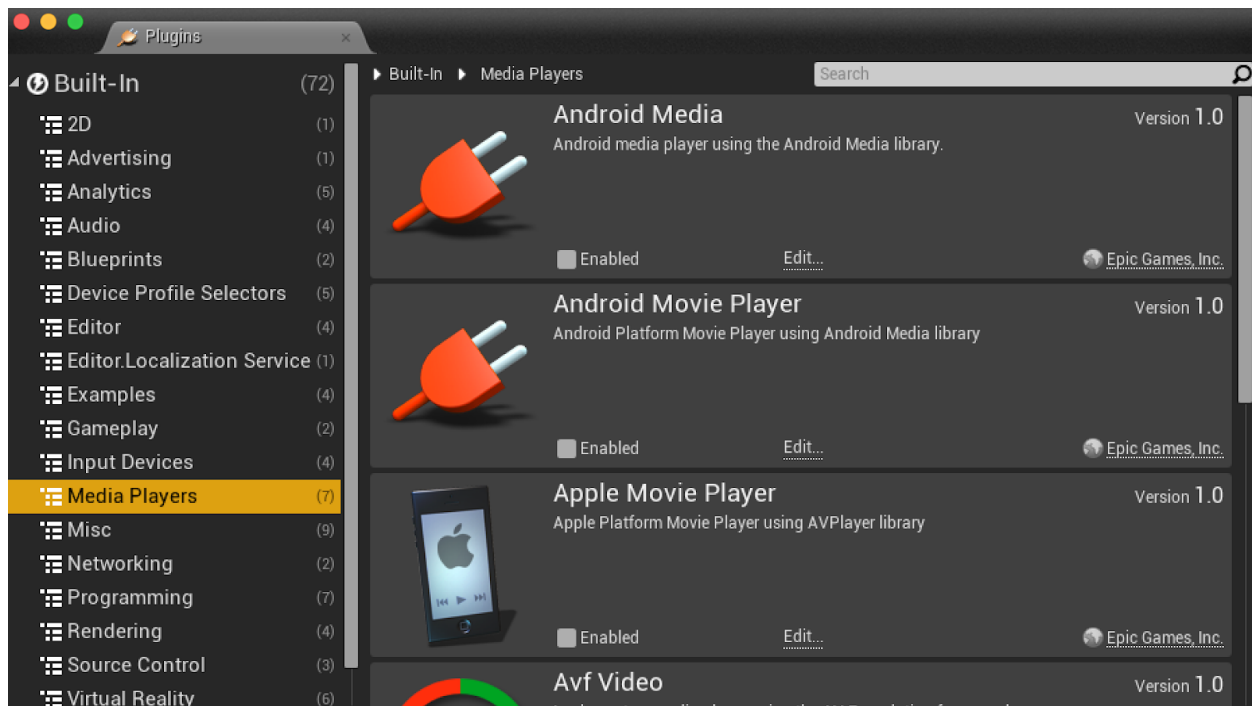 Plugins
Built-In (72)
2D (1)
Advertising (1)
Analytics (5)
Audio (4)
Blueprints (2)
Device Profile Selectors (5)
Editor (4)
Editor.Localization Service (1)
Examples (4)
Gameplay (2)
Input Devices (4)
Media Players (7)
Misc (9)
Networking (2)
Programming (7)
Rendering (4)
Source Control (3)
Virtual Reality (6)
Built-In Media Players
Search
Android Media Version 1.0
Android media player using the Android Media library.
Enabled Edit... Epic Games, Inc.
Android Movie Player Version 1.0
Android Platform Movie Player using Android Media library
Enabled Edit... Epic Games, Inc.
Apple Movie Player Version 1.0
Apple Platform Movie Player using AVPlayer library
Enabled Edit... Epic Games, Inc.
Avf Video Version 1.0